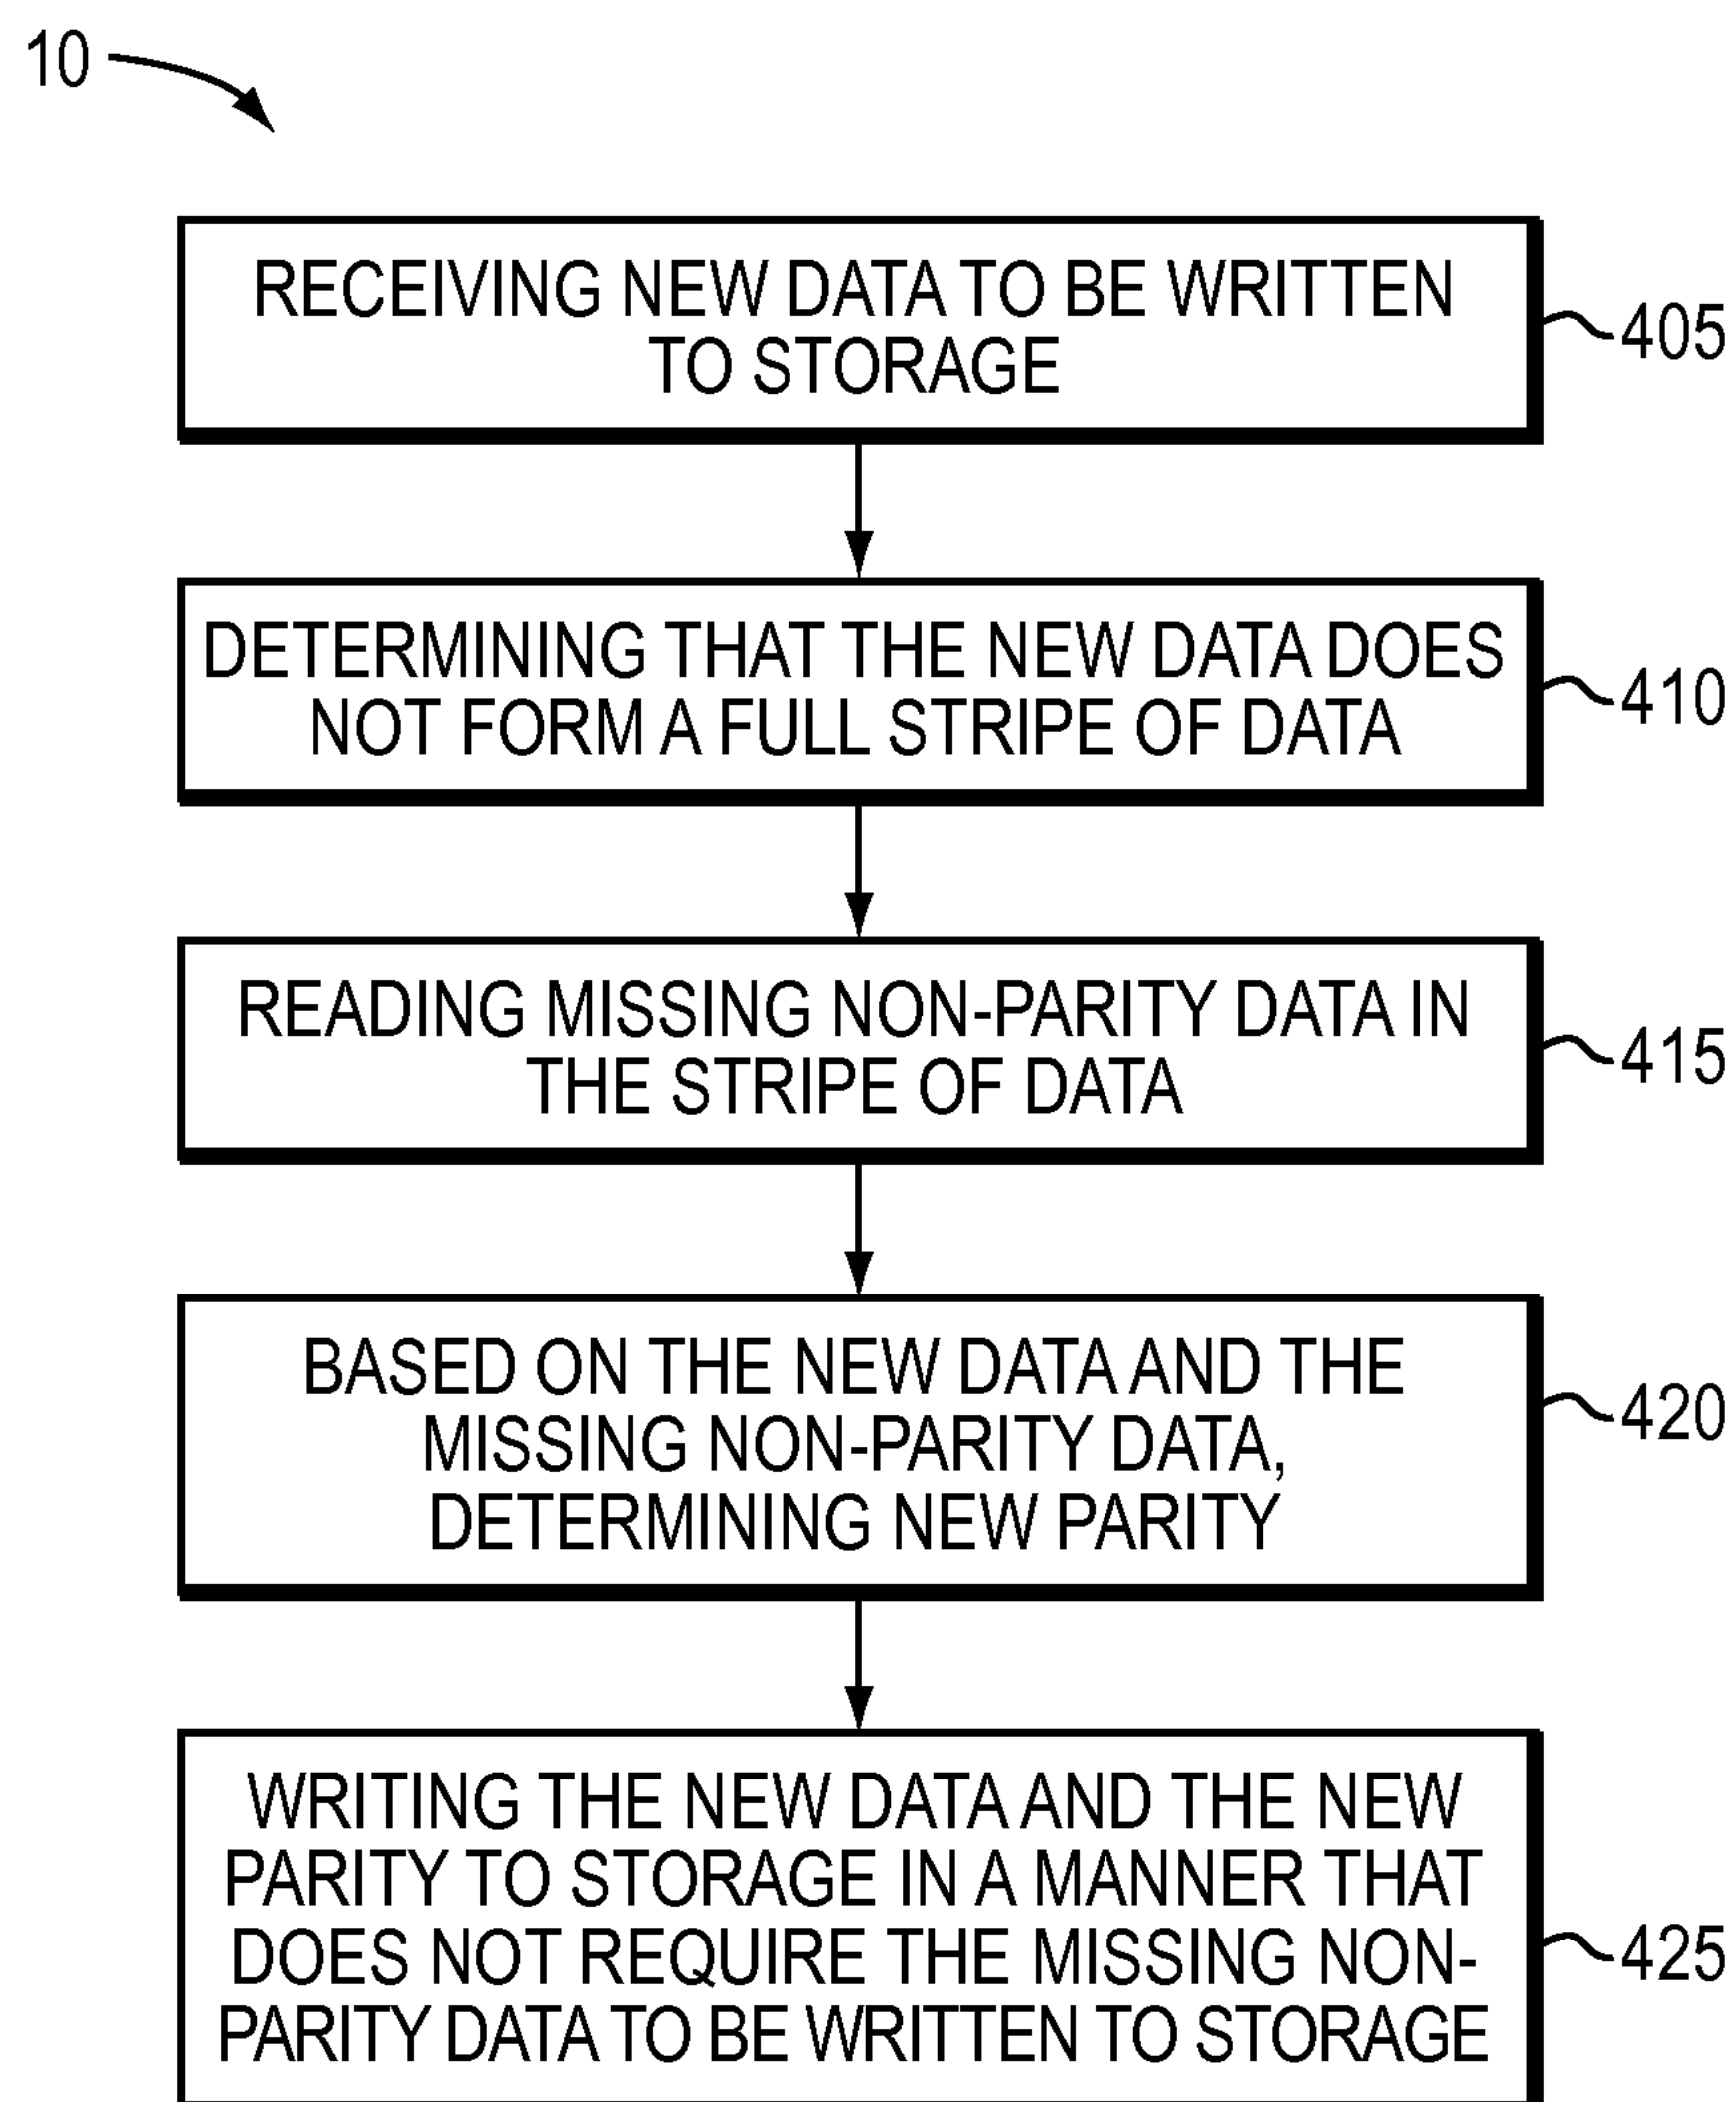 10
RECEIVING NEW DATA TO BE WRITTEN
TO STORAGE
405
DETERMINING THAT THE NEW DATA DOES
NOT FORM A FULL STRIPE OF DATA
410
READING MISSING NON-PARITY DATA IN
THE STRIPE OF DATA
415
BASED ON THE NEW DATA AND THE
MISSING NON-PARITY DATA,
DETERMINING NEW PARITY
420
WRITING THE NEW DATA AND THE NEW
PARITY TO STORAGE IN A MANNER THAT
DOES NOT REQUIRE THE MISSING NON-
PARITY DATA TO BE WRITTEN TO STORAGE
425